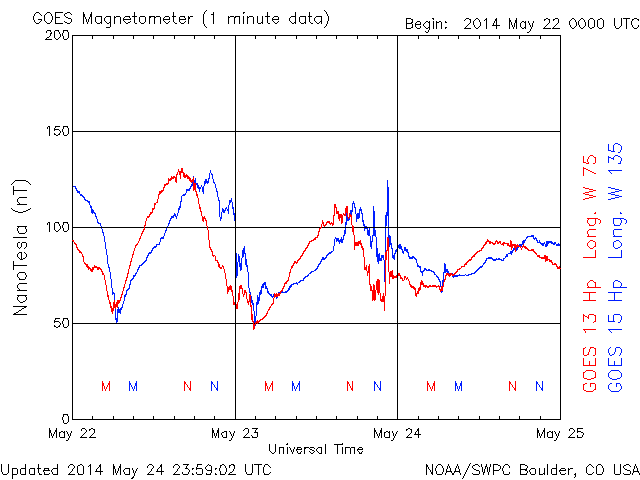 GOES Magnetometer (1 minute data)
Begin: 2014 May 22 0000 UTC
200
150
100
50
0
NanoTesla (nT)
M M N N M M N N M M N N
May 22 May 23 May 24 May 25
Universal Time
GOES 13 Hp Long. W 75
GOES 15 Hp Long. W 135
Updated 2014 May 24 23:59:02 UTC
NOAA/SWPC Boulder, CO USA